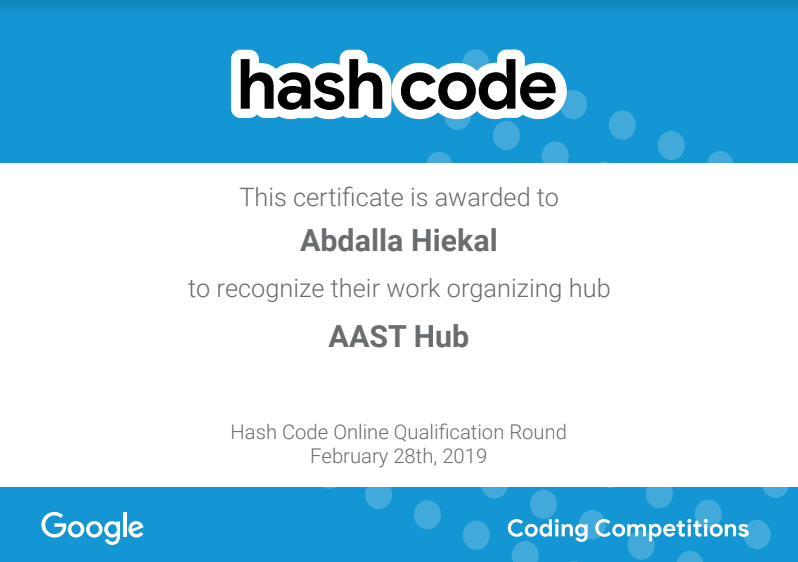 hash code
This certificate is awarded to
Abdalla Hiekal
to recognize their work organizing hub
AAST Hub
Hash Code Online Qualification Round
February 28th, 2019
Google
Coding Competitions